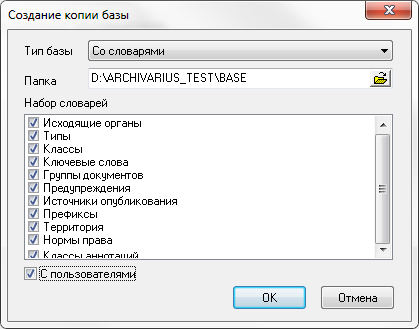 Создание копии базы
Тип базы Со словарями
Папка D:\ARCHIVARIUS_TEST\BASE
Набор словарей
Исходящие органы
Типы
Классы
Ключевые слова
Группы документов
Предупреждения
Источники опубликования
Префиксы
Территория
Нормы права
Классы аннотаций
С пользователями
OK Отмена